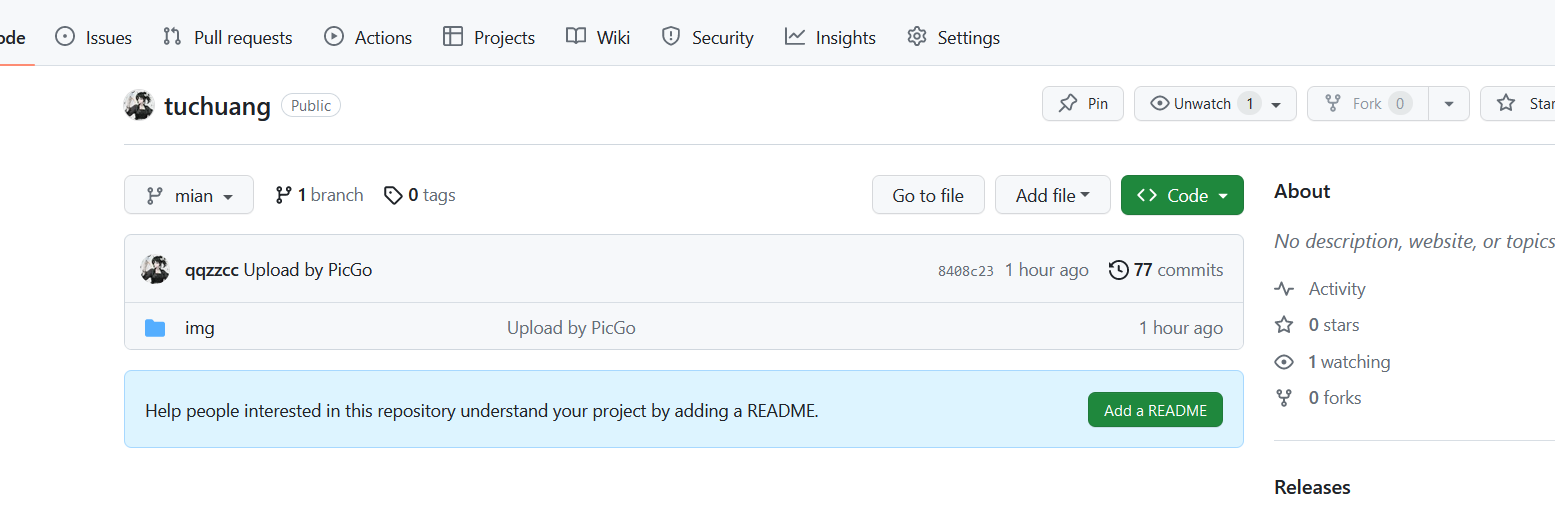 ode Issues Pull requests Actions Projects Wiki Security Insights Settings
tuchuang Public Pin Unwatch 1 Fork 0 Star
mian 1 branch 0 tags Go to file Add file Code
About
No description, website, or topics
qqzzcc Upload by PicGo 8408c23 1 hour ago 77 commits
Activity
img Upload by PicGo 1 hour ago
0 stars
1 watching
0 forks
Help people interested in this repository understand your project by adding a README. Add a README
Releases